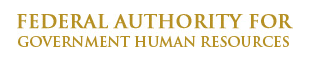 FEDERAL AUTHORITY FOR
GOVERNMENT HUMAN RESOURCES